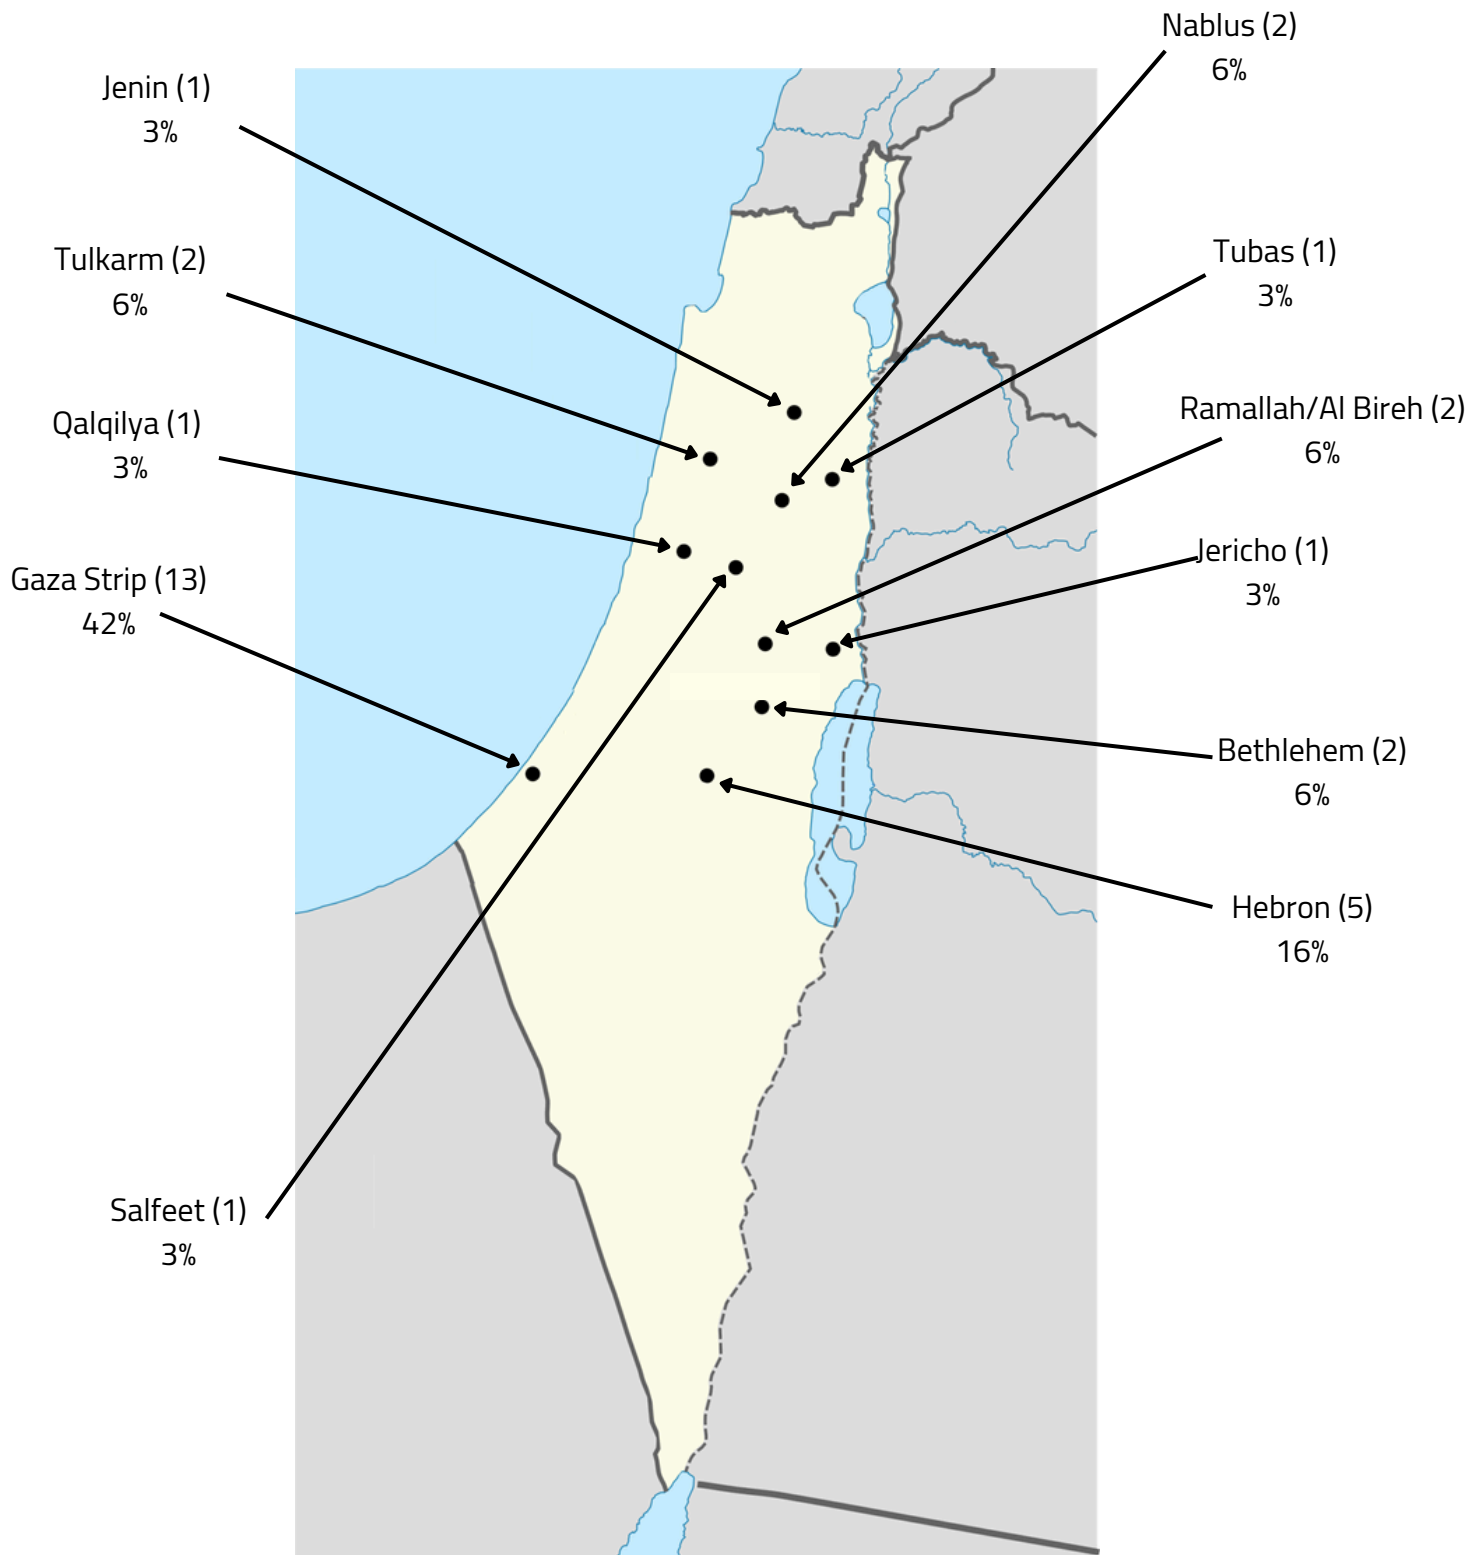 Nablus (2)
6%
Jenin (1)
3%
Tulkarm (2)
6%
Tubas (1)
3%
Qalqilya (1)
3%
Ramallah/Al Bireh (2)
6%
Gaza Strip (13)
42%
Jericho (1)
3%
Bethlehem (2)
6%
Hebron (5)
16%
Salfeet (1)
3%